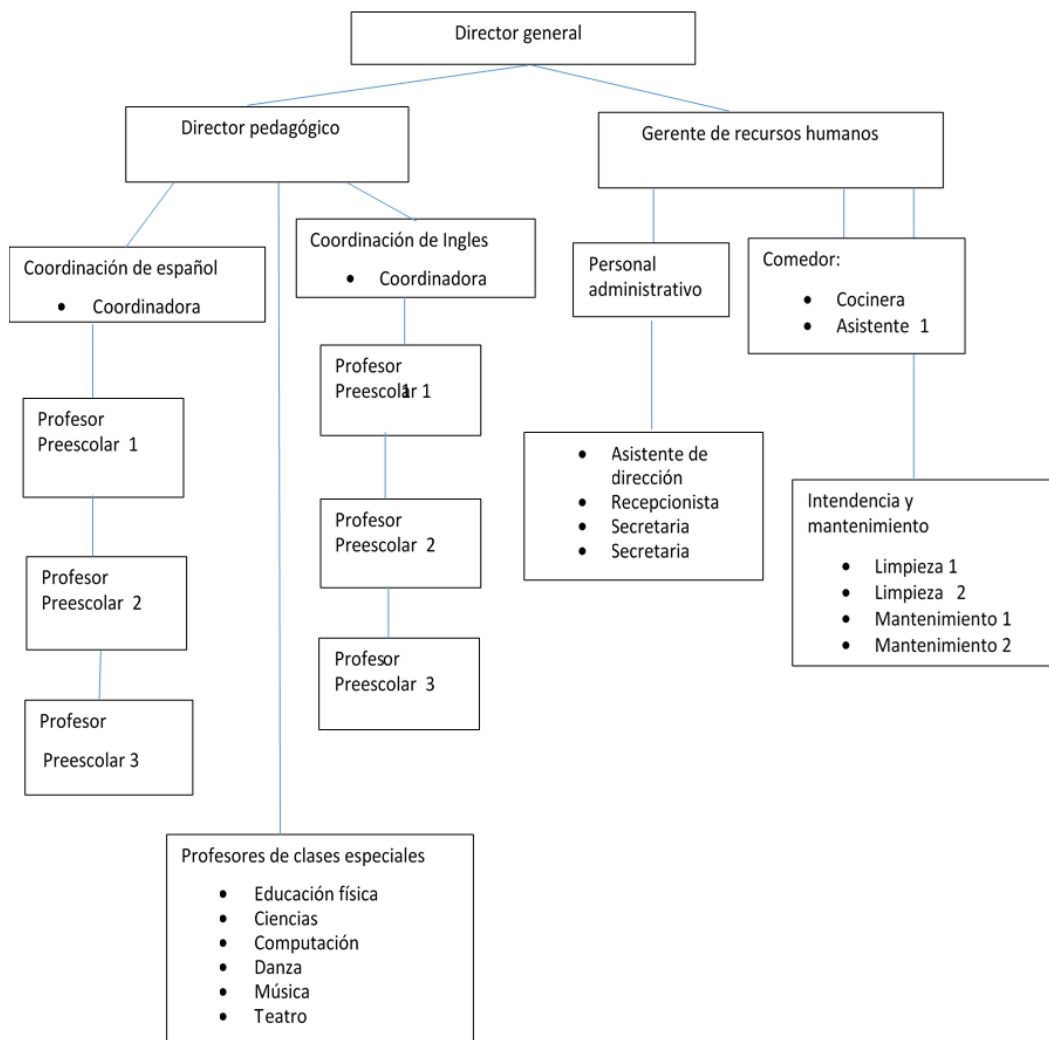 Director general
Director pedagógico
Gerente de recursos humanos
Coordinación de español
• Coordinadora
Coordinación de Ingles
• Coordinadora
Personal
administrativo
Comedor:
• Cocinera
• Asistente 1
Profesor
Preescolar 1
Profesor
Preescolar 2
Profesor
Preescolar 3
Profesor
Preescolar 1
Profesor
Preescolar 2
Profesor
Preescolar 3
• Asistente de
dirección
• Recepcionista
• Secretaria
• Secretaria
Intendencia y
mantenimiento
• Limpieza 1
• Limpieza 2
• Mantenimiento 1
• Mantenimiento 2
Profesores de clases especiales
• Educación física
• Ciencias
• Computación
• Danza
• Música
• Teatro